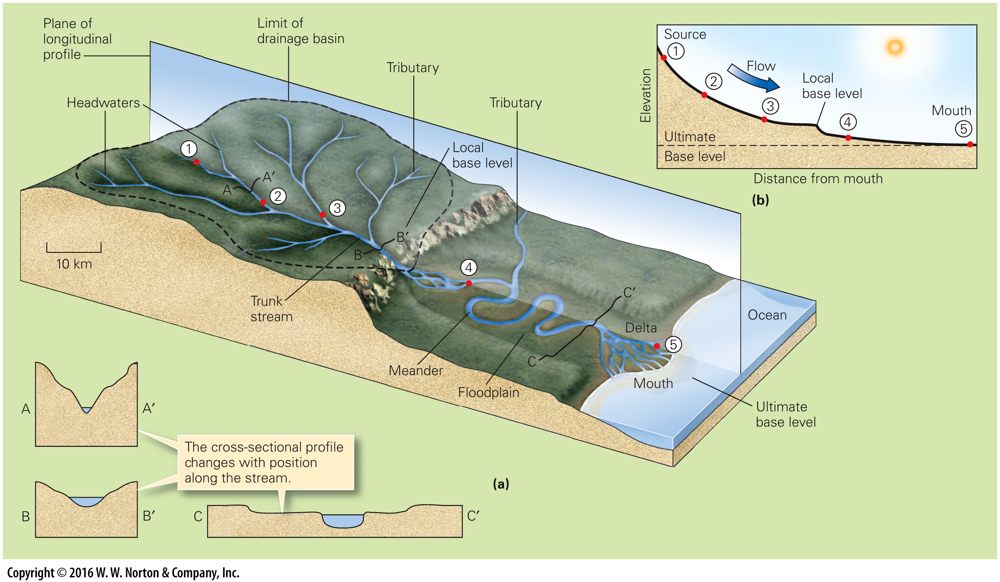 Plane of
longitudinal
profile
Limit of
drainage basin
Tributary
Headwaters
Tributary
Local
base level
1
A
A′
2
3
B
B′
4
10 km
Trunk
stream
C′
C
Meander
Floodplain
Delta
5
Mouth
Ocean
Ultimate
base level
Source
1
Flow
2
Local
base level
3
4
Mouth
5
Elevation
Ultimate
Base level
Distance from mouth
(b)
A
A′
The cross-sectional profile
changes with position
along the stream.
B
B′
C
C′
(a)
Copyright © 2016 W. W. Norton & Company, Inc.